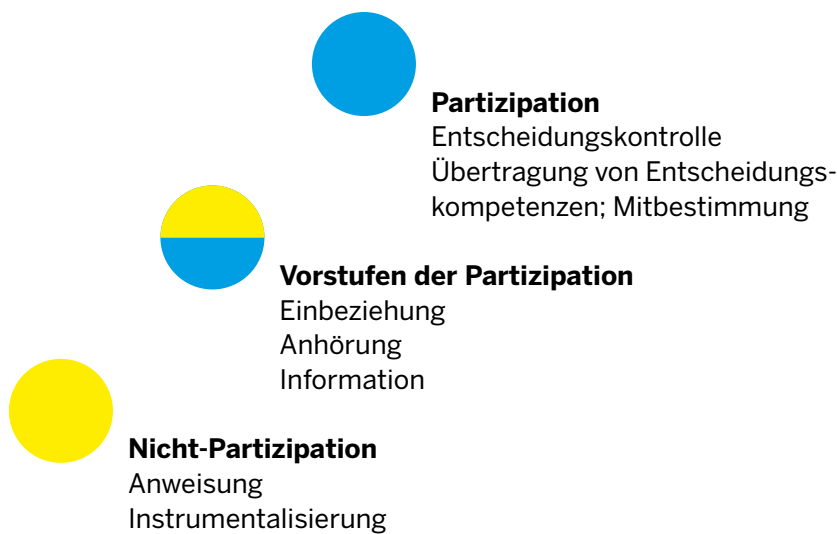 Partizipation
Entscheidungskontrolle
Übertragung von Entscheidungs-
kompetenzen; Mitbestimmung
Vorstufen der Partizipation
Einbeziehung
Anhörung
Information
Nicht-Partizipation
Anweisung
Instrumentalisierung